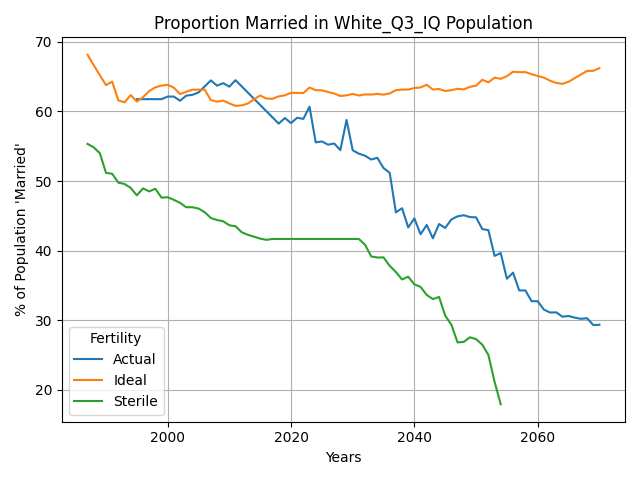 Proportion Married in White_Q3_IQ Population
% of Population 'Married'
70
60
50
40
30
20
Fertility
Actual
Ideal
Sterile
2000 2020 2040 2060
Years